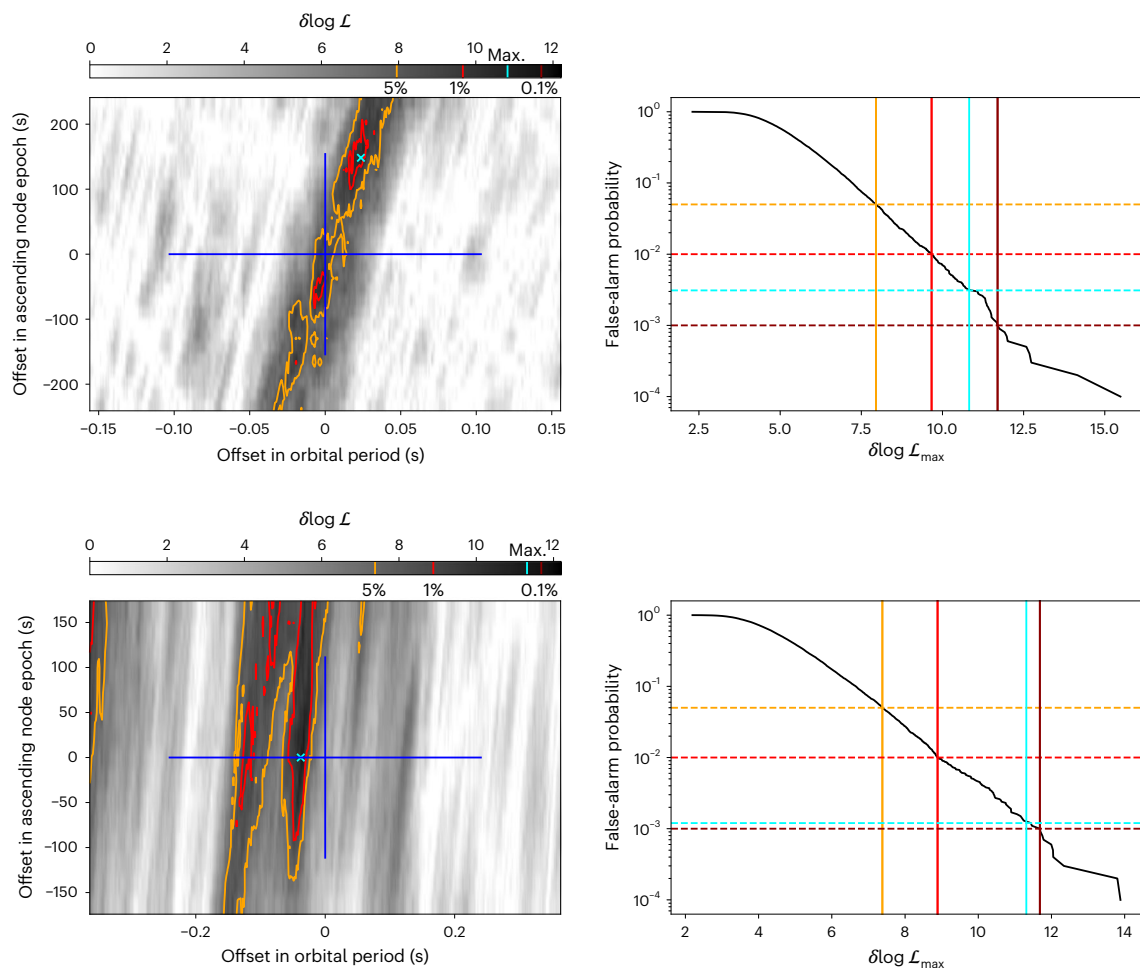 δlog ℒ
0 2 4 6 8 10 12
Max.
5% 1% 0.1%
200
100
0
−100
−200
Offset in ascending node epoch (s)
−0.15 −0.10 −0.05 0 0.05 0.10 0.15
Offset in orbital period (s)
10⁰
10⁻¹
10⁻²
10⁻³
10⁻⁴
False-alarm probability
2.5 5.0 7.5 10.0 12.5 15.0
δlog ℒmax
δlog ℒ
0 2 4 6 8 10 12
Max.
5% 1% 0.1%
150
100
50
0
−50
−100
−150
Offset in ascending node epoch (s)
−0.2 0 0.2
Offset in orbital period (s)
10⁰
10⁻¹
10⁻²
10⁻³
10⁻⁴
False-alarm probability
2 4 6 8 10 12 14
δlog ℒmax